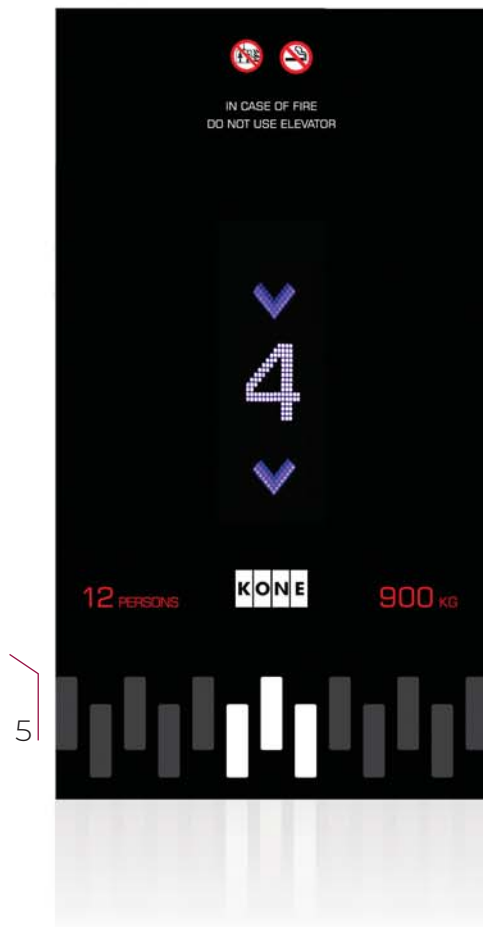 IN CASE OF FIRE
DO NOT USE ELEVATOR
4
12 PERSONS
KONE
900 KG
5